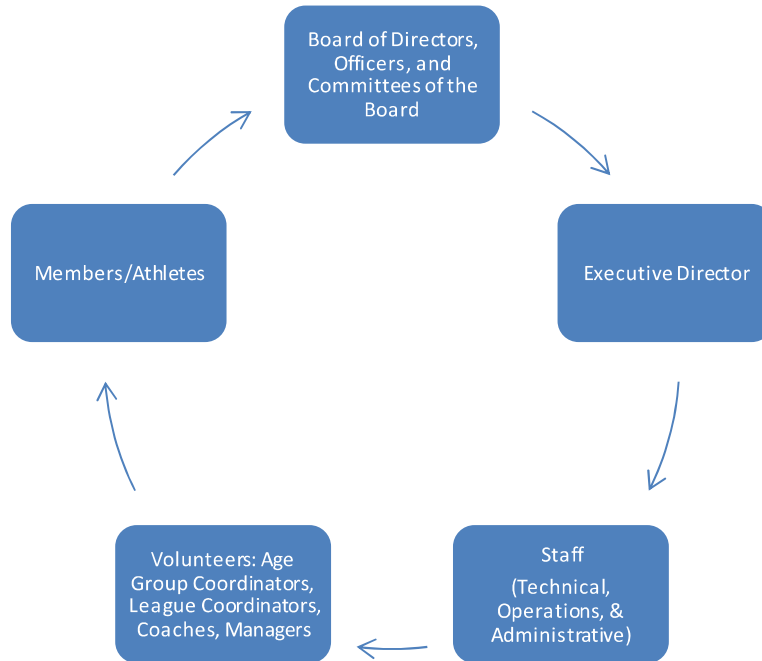 Board of Directors,
Officers, and
Committees of the
Board
Members/Athletes
Executive Director
Volunteers: Age
Group Coordinators,
League Coordinators,
Coaches, Managers
Staff
(Technical,
Operations, &
Administrative)